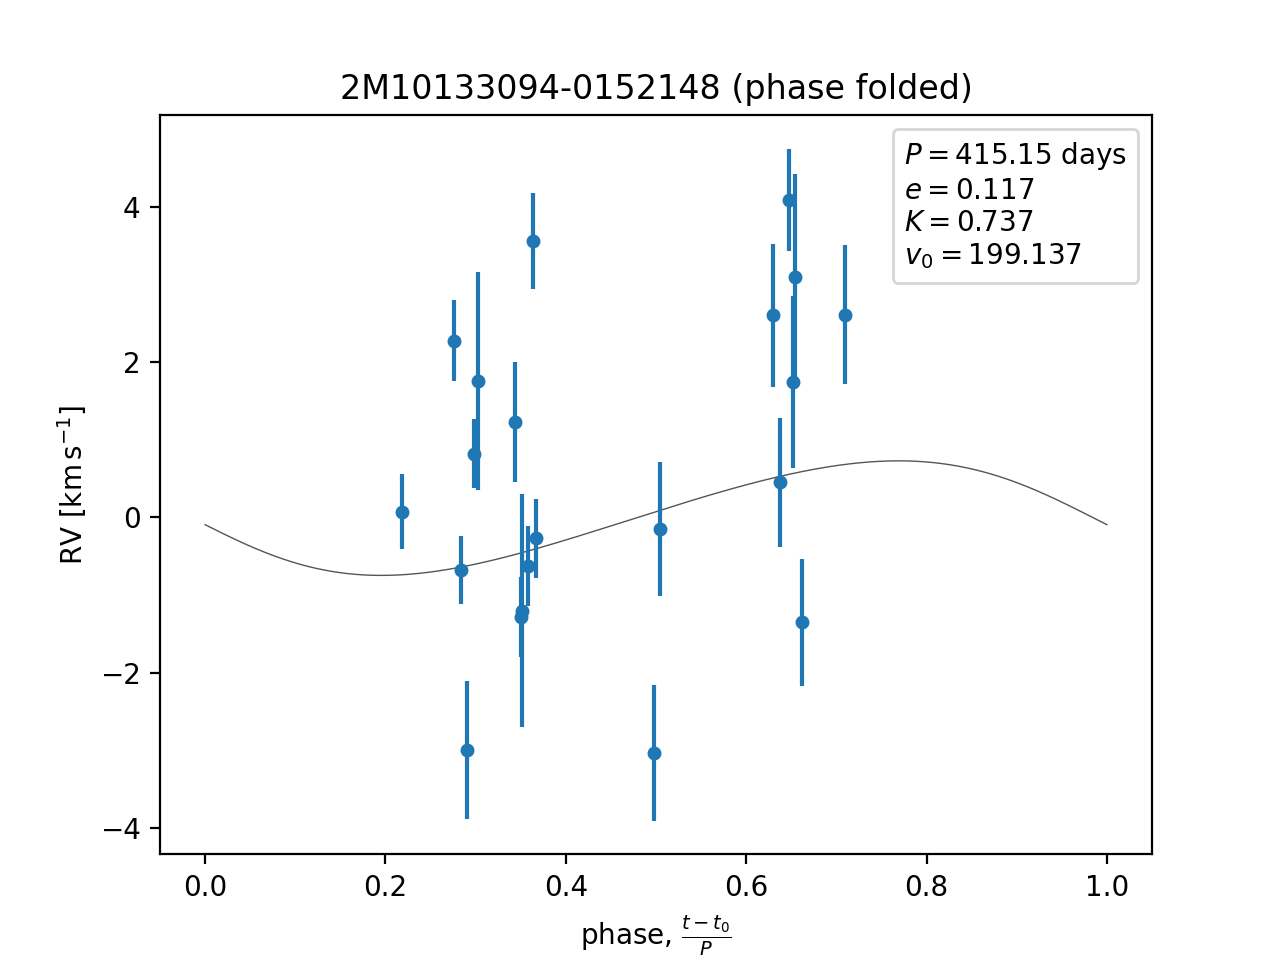 2M10133094-0152148 (phase folded)
P = 415.15 days
e = 0.117
K = 0.737
v₀ = 199.137
RV [km s⁻¹]
4
2
0
−2
−4
0.0 0.2 0.4 0.6 0.8 1.0
phase, (t − t₀)/P